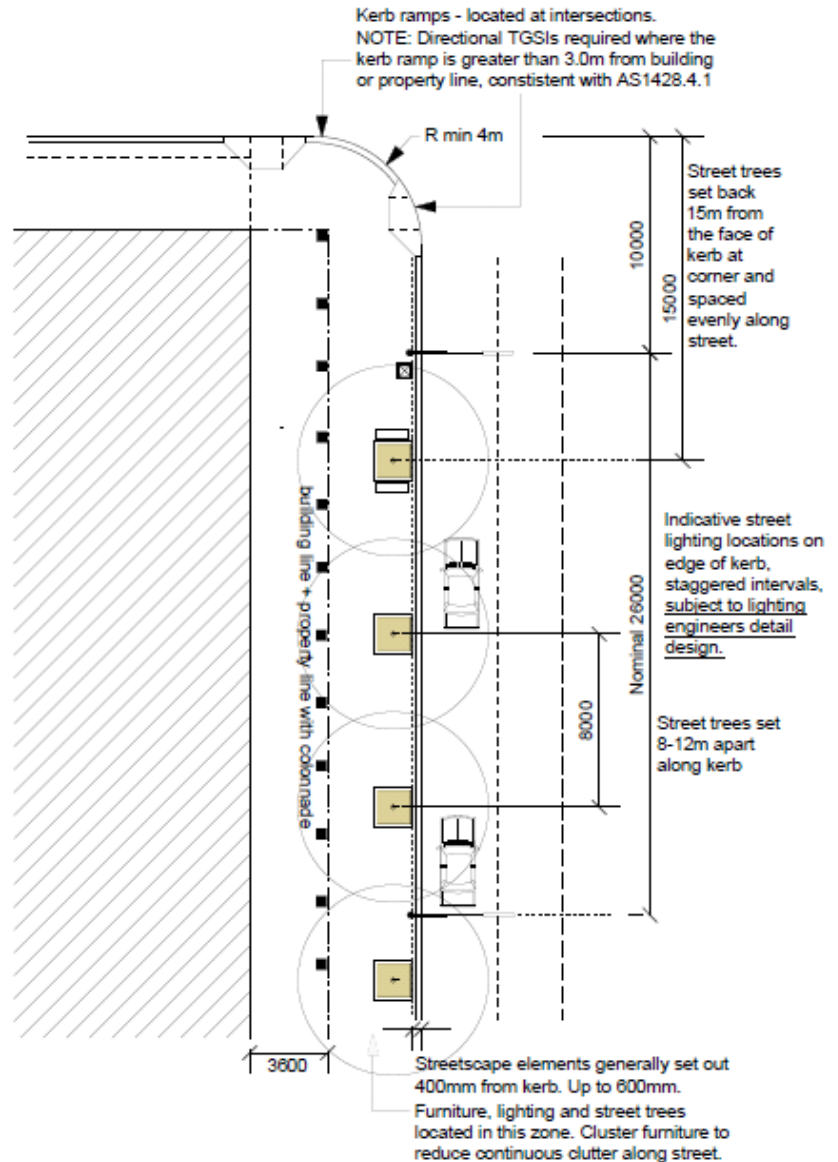 Kerb ramps - located at intersections.
NOTE: Directional TGSIs required where the
kerb ramp is greater than 3.0m from building
or property line, constistent with AS1428.4.1
R min 4m
Street trees
set back
15m from
the face of
kerb at
corner and
spaced
evenly along
street.
10000
15000
Indicative street
lighting locations on
edge of kerb,
staggered intervals,
subject to lighting
engineers detail
design.
Nominal 26000
8000
Street trees set
8-12m apart
along kerb
building line + property line with colonnade
3600
Streetscape elements generally set out
400mm from kerb. Up to 600mm.
Furniture, lighting and street trees
located in this zone. Cluster furniture to
reduce continuous clutter along street.